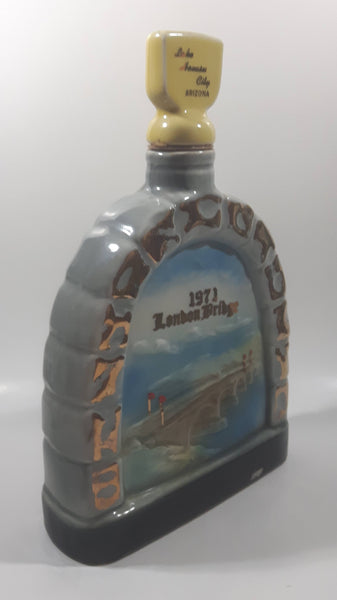 Lake
Havasu
City
ARIZONA
1971
London Bridge